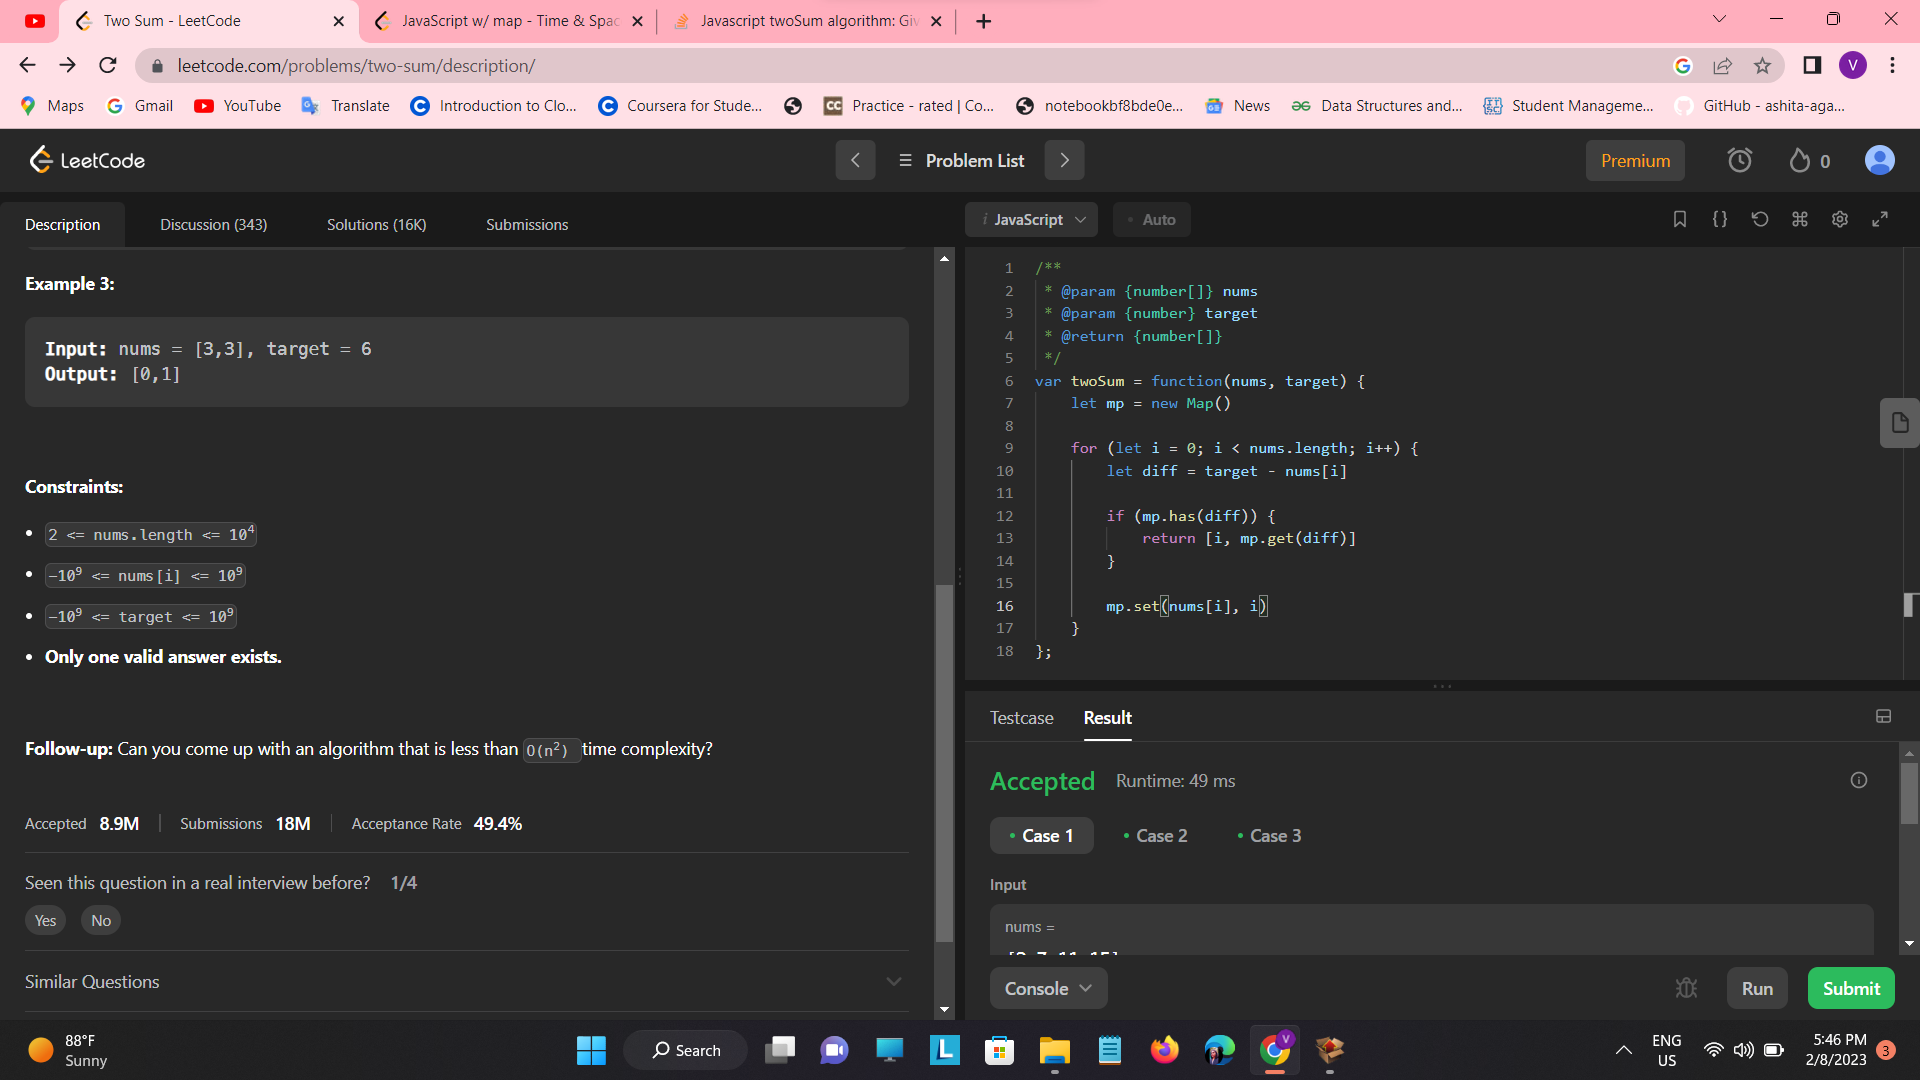 Two Sum - LeetCode
JavaScript w/ map - Time & Spac
Javascript twoSum algorithm: Giv
leetcode.com/problems/two-sum/description/
V
Maps
Gmail
YouTube
Translate
Introduction to Clo...
Coursera for Stude...
Practice - rated | Co...
notebookbf8bde0e...
News
Data Structures and...
Student Manageme...
GitHub - ashita-aga...
LeetCode
Problem List
Premium
0
Description
Discussion (343)
Solutions (16K)
Submissions
i JavaScript
Auto
Example 3:
Input: nums = [3,3], target = 6
Output: [0,1]
Constraints:
• 2 <= nums.length <= 10⁴
• -10⁹ <= nums[i] <= 10⁹
• -10⁹ <= target <= 10⁹
• Only one valid answer exists.
Follow-up: Can you come up with an algorithm that is less than O(n²) time complexity?
Accepted 8.9M
Submissions 18M
Acceptance Rate 49.4%
Seen this question in a real interview before? 1/4
Yes
No
Similar Questions
1 /**
2 * @param {number[]} nums
3 * @param {number} target
4 * @return {number[]}
5 */
6 var twoSum = function(nums, target) {
7 let mp = new Map()
8
9 for (let i = 0; i < nums.length; i++) {
10 let diff = target - nums[i]
11
12 if (mp.has(diff)) {
13 return [i, mp.get(diff)]
14 }
15
16 mp.set(nums[i], i)
17 }
18 };
Testcase
Result
Accepted
Runtime: 49 ms
• Case 1
• Case 2
• Case 3
Input
nums =
[2,7,11,15]
Console
Run
Submit
88°F
Sunny
Search
L
V
ENG
US
5:46 PM
2/8/2023
3